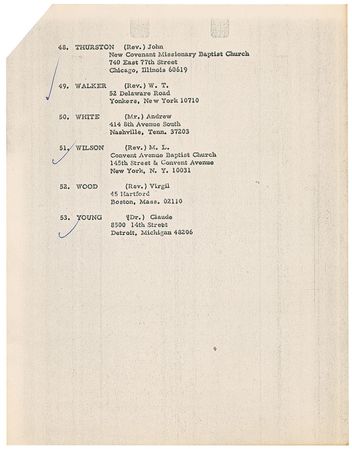 48. THURSTON (Rev.) John
New Covenant Missionary Baptist Church
740 East 77th Street
Chicago, Illinois 60619
49. WALKER (Rev.) W. T.
52 Delaware Road
Yonkers, New York 10710
50. WHITE (Mr.) Andrew
414 8th Avenue South
Nashville, Tenn. 37203
51. WILSON (Rev.) M. L.
Convent Avenue Baptist Church
145th Street & Convent Avenue
New York, N. Y. 10031
52. WOOD (Rev.) Virgil
45 Hartford
Boston, Mass. 02110
53. YOUNG (Dr.) Claude
8500 14th Street
Detroit, Michigan 48206